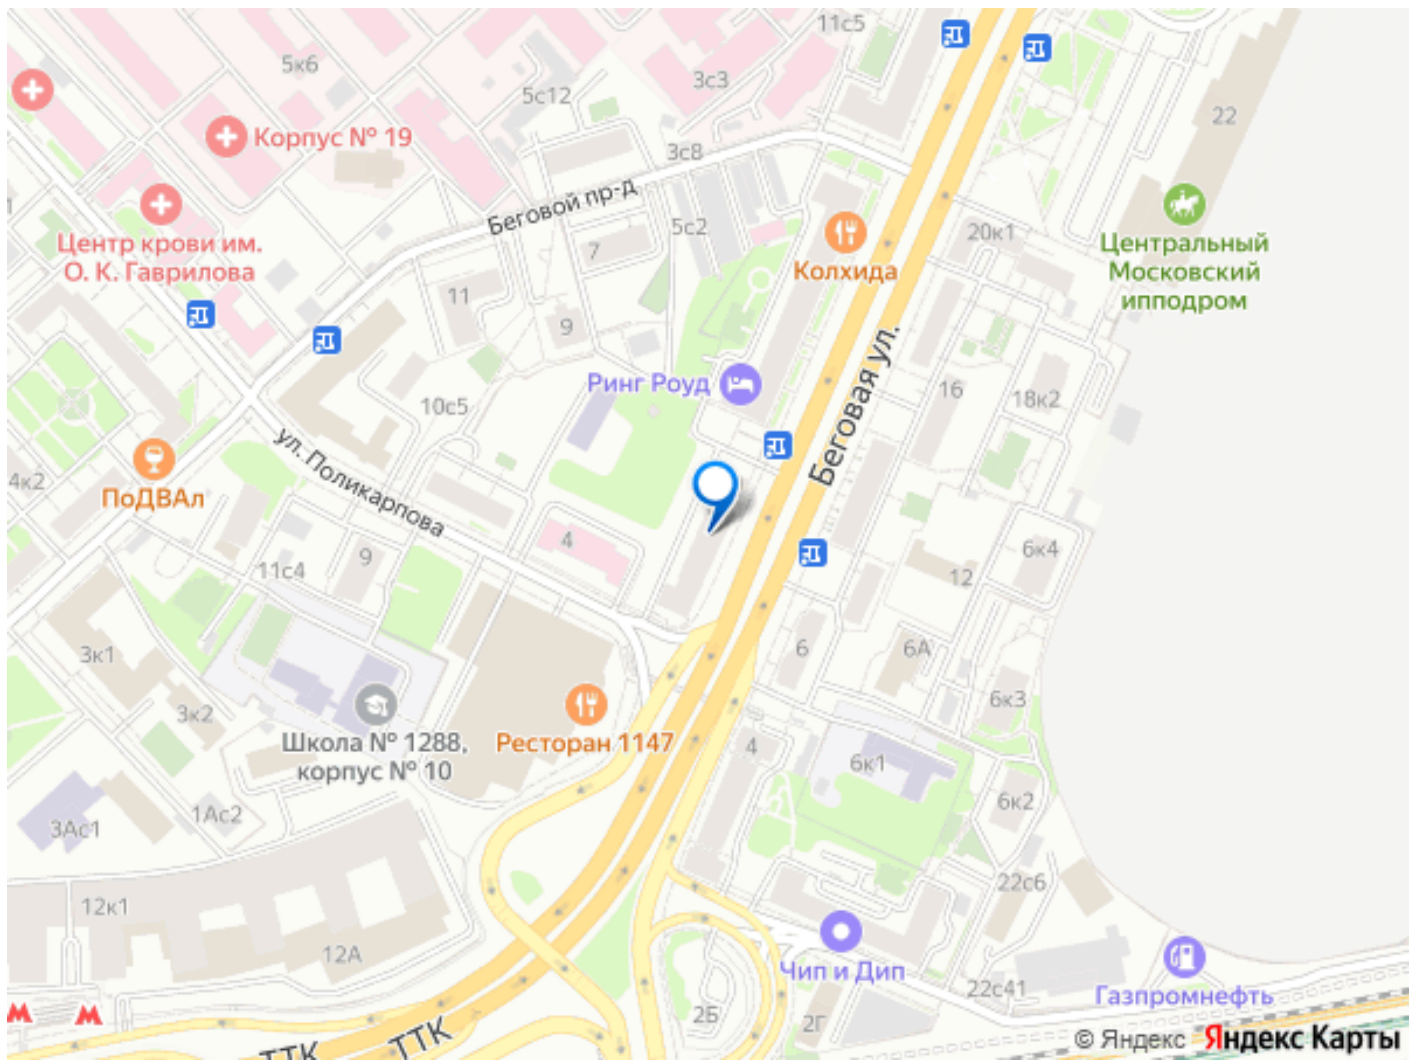 11с5
5к6
5с12
3с3
22
Корпус № 19
3с8
Беговой пр-д
Центр крови им.
О. К. Гаврилова
7
5с2
20к1
Колхида
Центральный
Московский
ипподром
11
9
Беговая ул.
Ринг Роуд
16
18к2
10с5
ул. Поликарпова
4к2
ПоДВАл
4
9
11с4
6к4
12
3к1
6
6А
6к3
3к2
Школа № 1288,
корпус № 10
Ресторан 1147
4
6к1
6к2
1Ас2
3Ас1
22с6
12к1
12А
Чип и Дип
22с41
Газпромнефть
2Б
2Г
ТТК
ТТК
© Яндекс Яндекс Карты